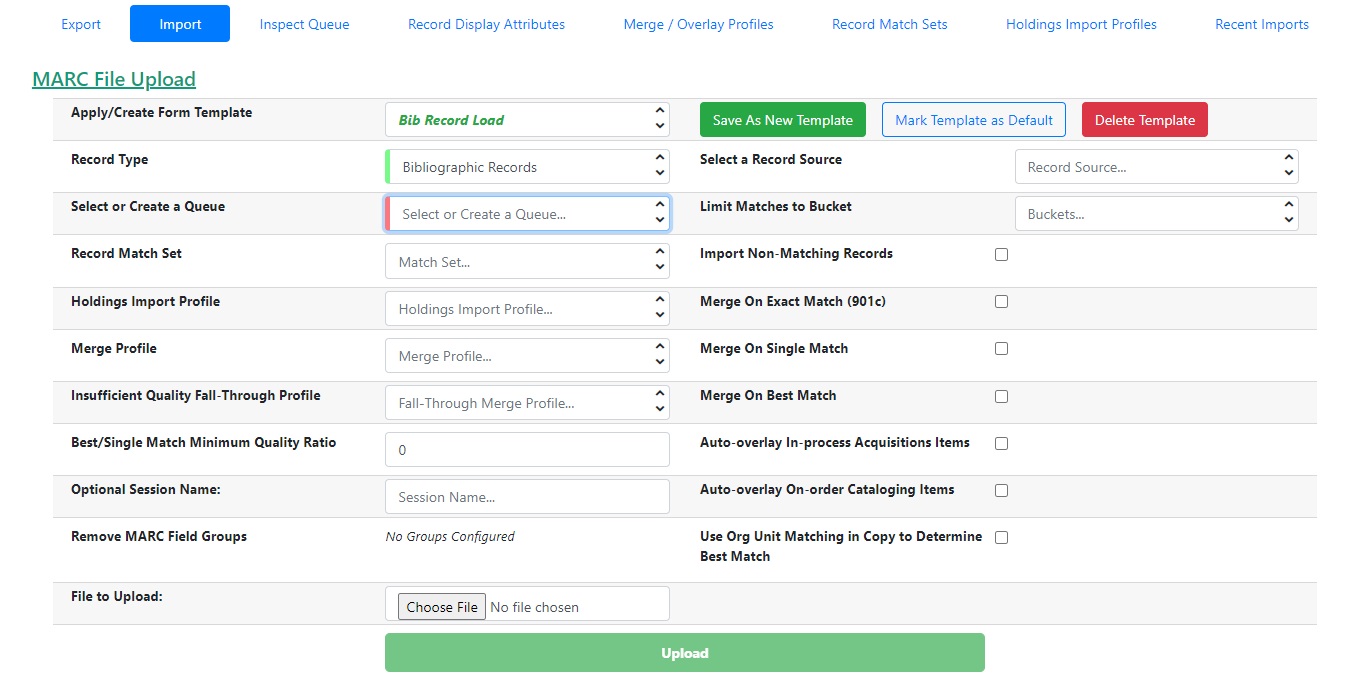 Export Import Inspect Queue Record Display Attributes Merge / Overlay Profiles Record Match Sets Holdings Import Profiles Recent Imports
MARC File Upload
Apply/Create Form Template Bib Record Load Save As New Template Mark Template as Default Delete Template
Record Type Bibliographic Records Select a Record Source Record Source...
Select or Create a Queue Select or Create a Queue... Limit Matches to Bucket Buckets...
Record Match Set Match Set... Import Non-Matching Records
Holdings Import Profile Holdings Import Profile... Merge On Exact Match (901c)
Merge Profile Merge Profile... Merge On Single Match
Insufficient Quality Fall-Through Profile Fall-Through Merge Profile... Merge On Best Match
Best/Single Match Minimum Quality Ratio 0 Auto-overlay In-process Acquisitions Items
Optional Session Name: Session Name... Auto-overlay On-order Cataloging Items
Remove MARC Field Groups No Groups Configured Use Org Unit Matching in Copy to Determine
Best Match
File to Upload: Choose File No file chosen
Upload